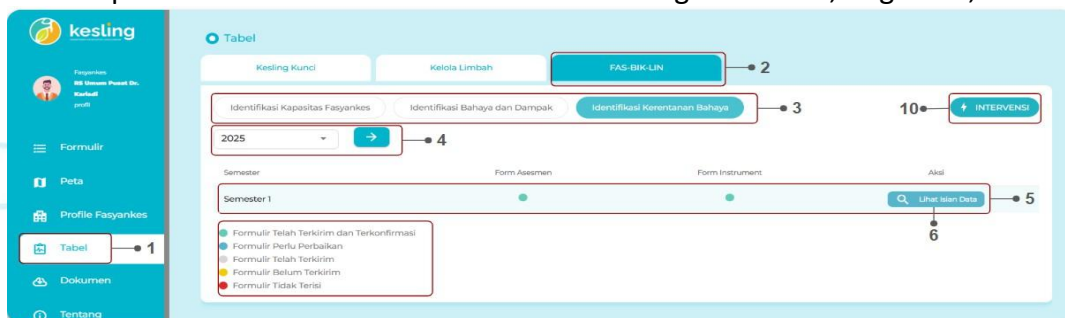 kesling
Fasyankes
RS Umum Pusat Dr.
Kariadi
profil
Formulir
Peta
Profile Fasyankes
Tabel
1
Dokumen
Tentang
Tabel
Kesling Kunci
Kelola Limbah
FAS-BIK-LIN
2
Identifikasi Kapasitas Fasyankes
Identifikasi Bahaya dan Dampak
Identifikasi Kerentanan Bahaya
3
10
INTERVENSI
2025
4
Semester
Form Asesmen
Form Instrument
Aksi
Semester 1
Lihat Isian Data
5
6
Formulir Telah Terkirim dan Terkonfirmasi
Formulir Perlu Perbaikan
Formulir Telah Terkirim
Formulir Belum Terkirim
Formulir Tidak Terisi